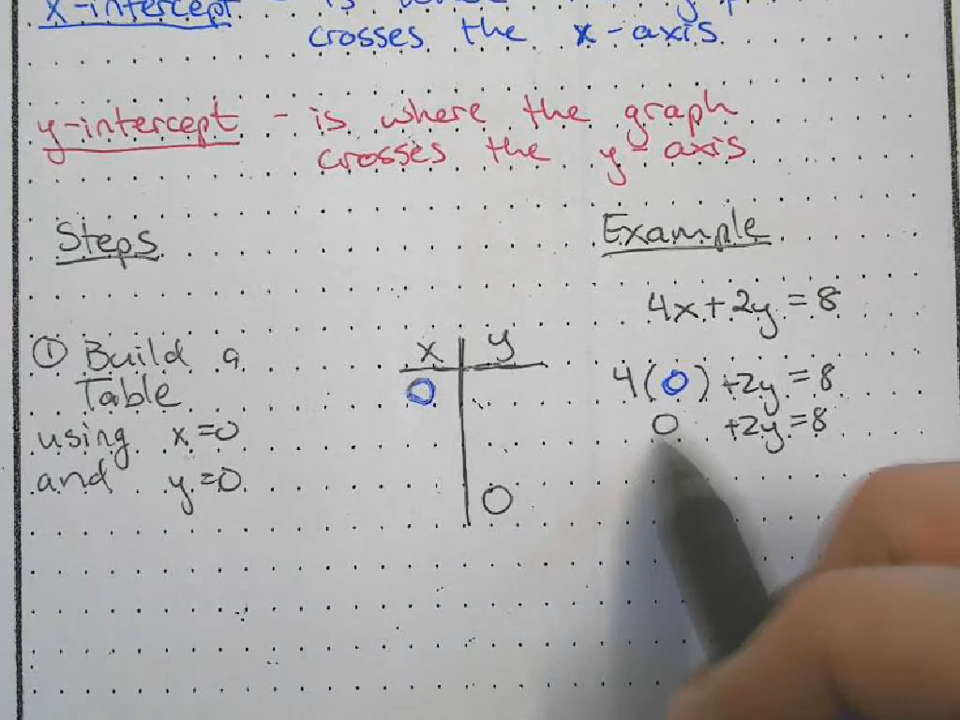 x-intercept
crosses the x-axis
y-intercept - is where the graph
crosses the y-axis
Steps
Example
4x+2y=8
① Build a
Table
using x=0
and y=0
x y
0
0
4(0)+2y=8
0 +2y=8